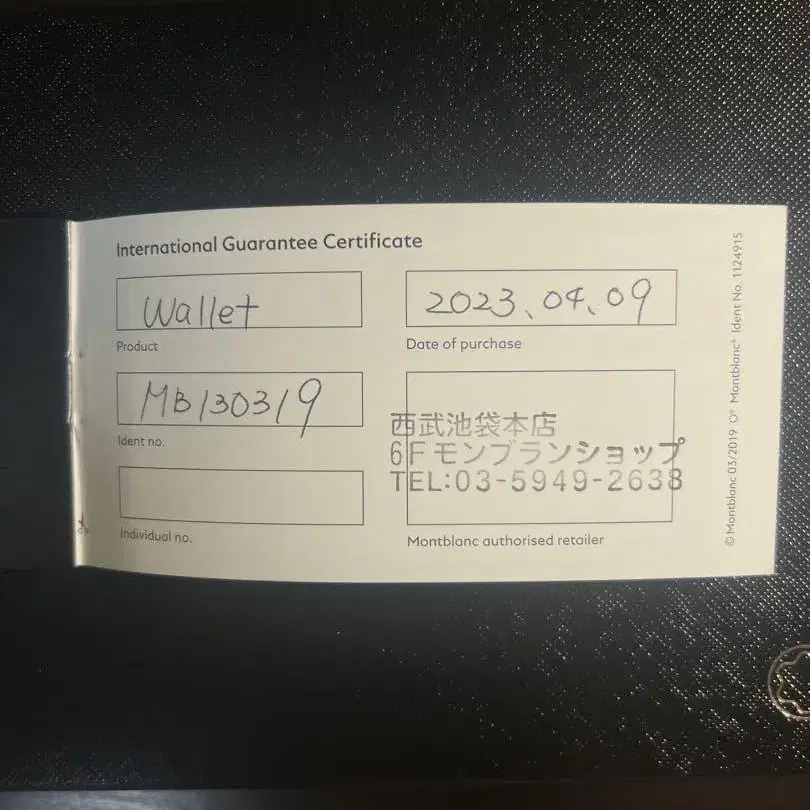 International Guarantee Certificate
Wallet
Product
2023.04.09
Date of purchase
MB130319
Ident no.
西武池袋本店
6F モンブランショップ
TEL:03-5949-2638
Individual no.
Montblanc authorised retailer
© Montblanc 03/2019 O® Montblanc® Ident No. 1124915